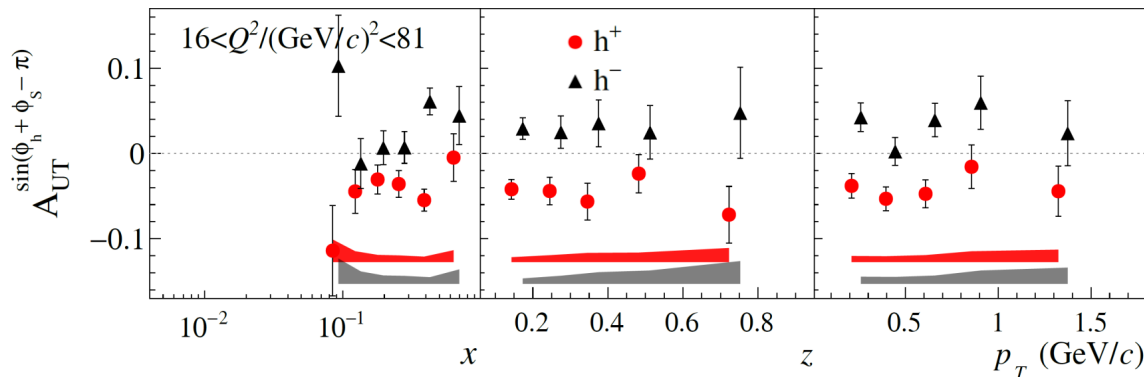 16<Q²/(GeV/c)²<81
h⁺
h⁻
A_UT^sin(ϕ_h + ϕ_S − π)
0.1
0
−0.1
10⁻² 10⁻¹ 0.2 0.4 0.6 0.8 0.5 1 1.5
x z p_T (GeV/c)